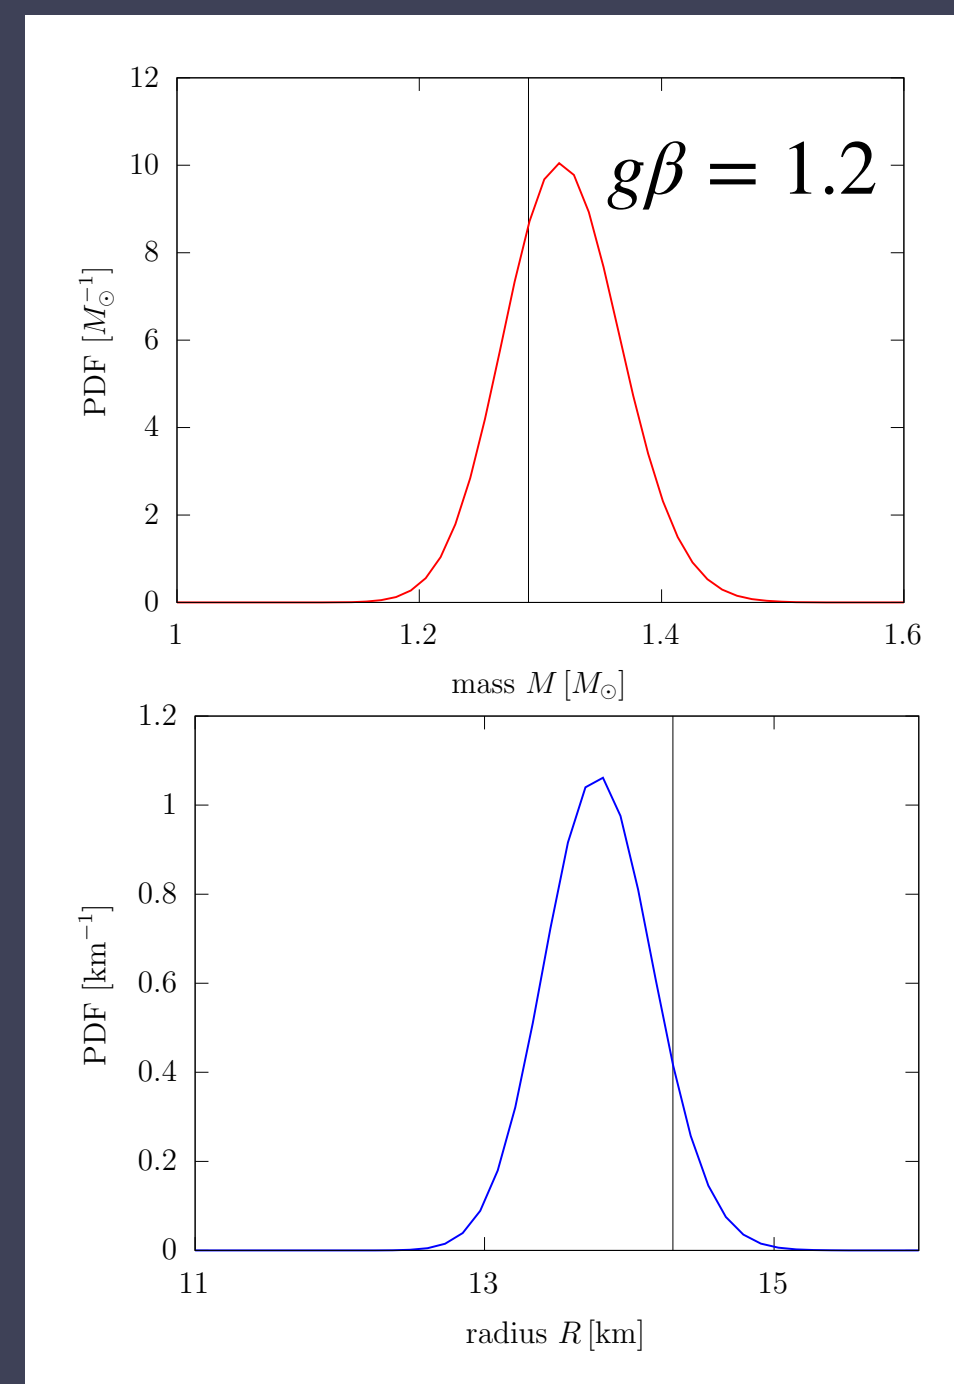 12
10
8
6
4
2
0
PDF [M⊙⁻¹]
gβ = 1.2
1 1.2 1.4 1.6
mass M [M⊙]
1.2
1
0.8
0.6
0.4
0.2
0
PDF [km⁻¹]
11 13 15
radius R [km]